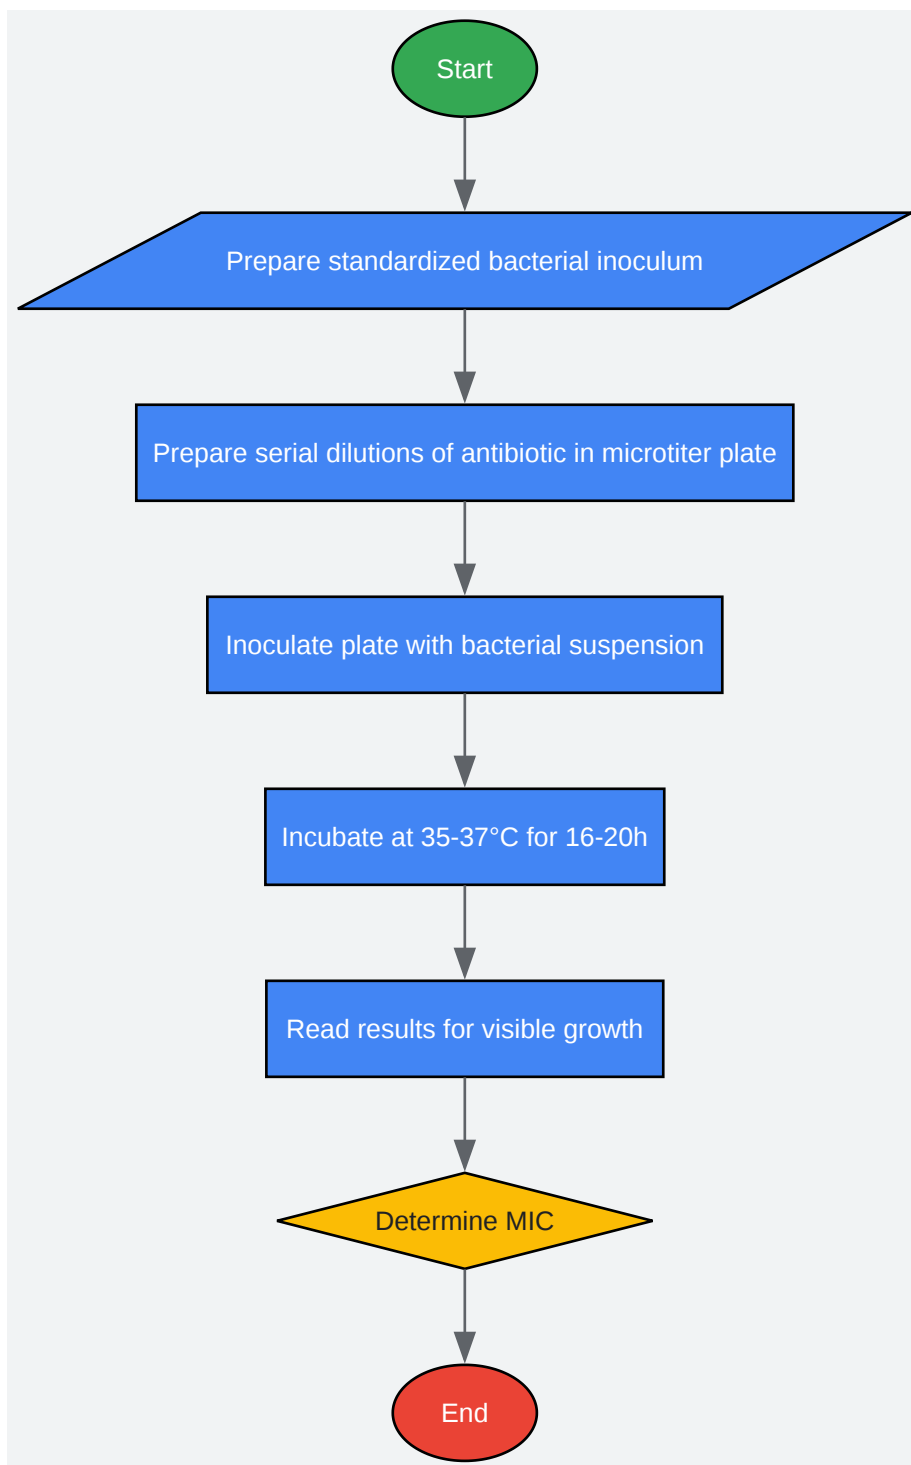 Start
Prepare standardized bacterial inoculum
Prepare serial dilutions of antibiotic in microtiter plate
Inoculate plate with bacterial suspension
Incubate at 35-37°C for 16-20h
Read results for visible growth
Determine MIC
End